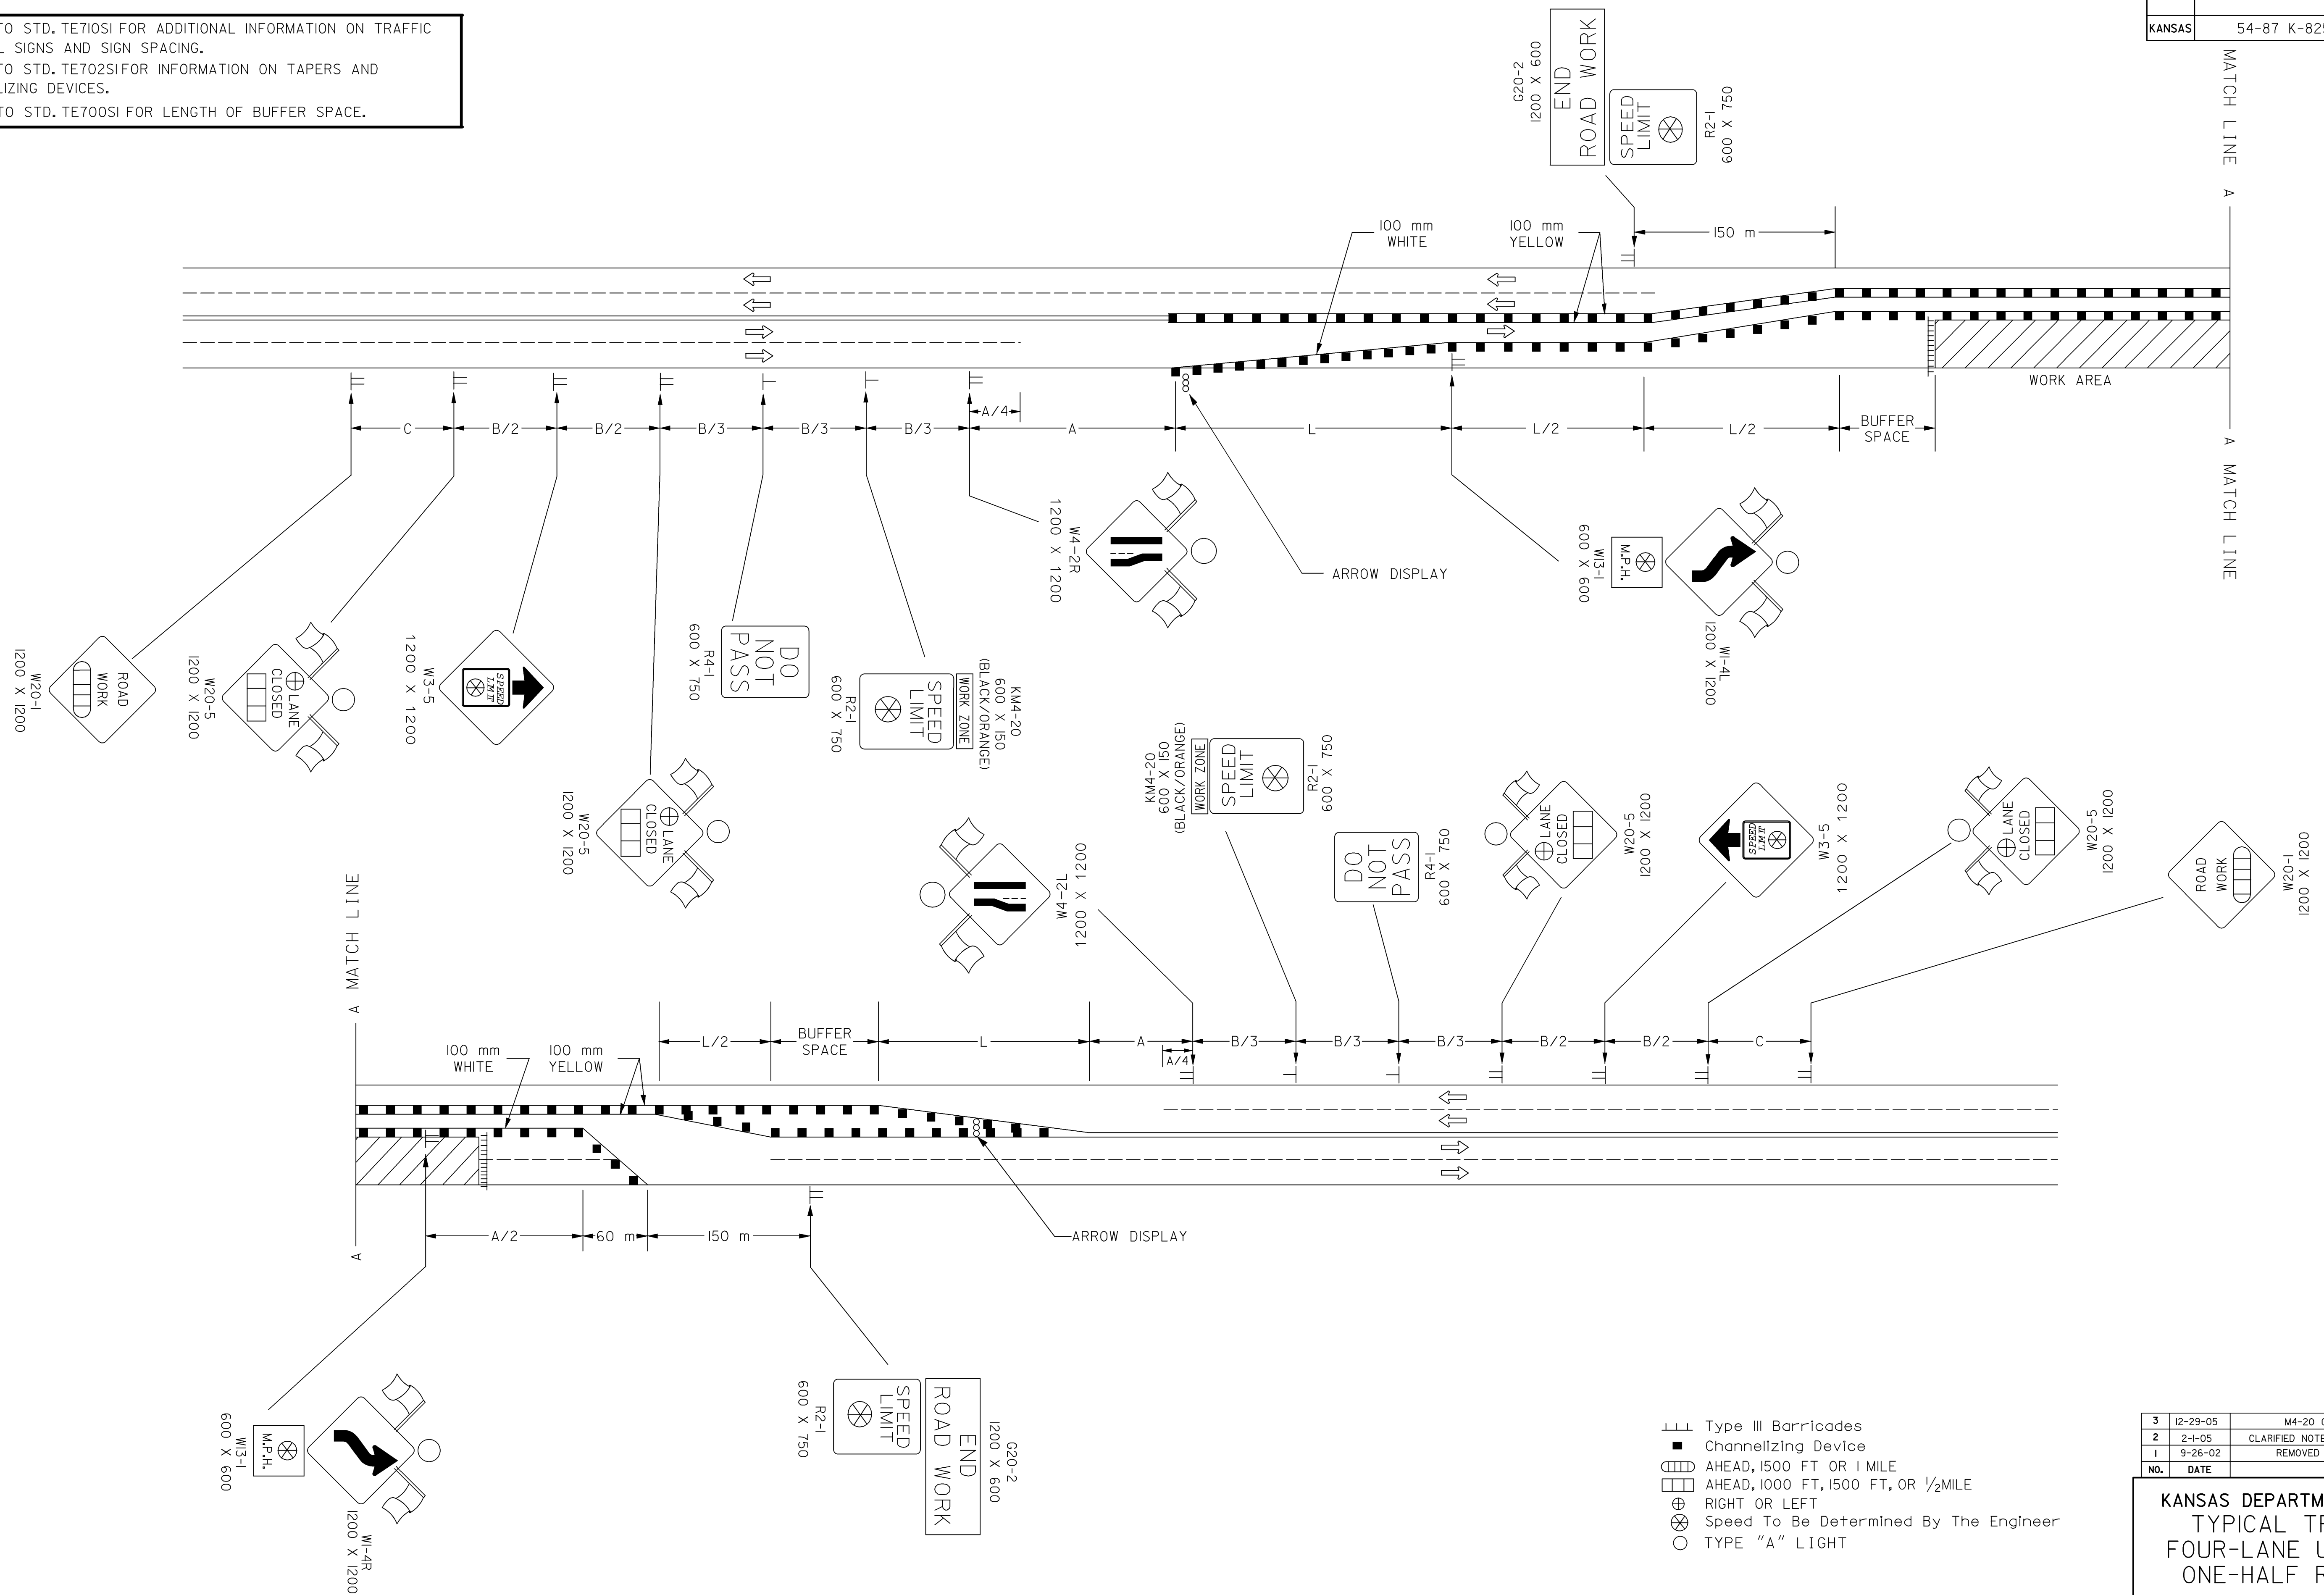 TO STD. TE710SI FOR ADDITIONAL INFORMATION ON TRAFFIC
L SIGNS AND SIGN SPACING.
TO STD. TE702SI FOR INFORMATION ON TAPERS AND
LIZING DEVICES.
TO STD. TE700SI FOR LENGTH OF BUFFER SPACE.
KANSAS 54-87 K-825
MATCH LINE A
G20-2
1200 X 600
END
ROAD WORK
SPEED
LIMIT
R2-1
600 X 750
100 mm
WHITE
100 mm
YELLOW
150 m
WORK AREA
C
B/2
B/2
B/3
B/3
B/3
A/4
A
L
L/2
L/2
BUFFER
SPACE
A MATCH LINE
ROAD
WORK
W20-1
1200 X 1200
LANE
CLOSED
W20-5
1200 X 1200
SPEED
LIMIT
W3-5
1200 X 1200
LANE
CLOSED
W20-5
1200 X 1200
DO
NOT
PASS
R4-1
600 X 750
KM4-20
600 X 150
(BLACK/ORANGE)
WORK ZONE
SPEED
LIMIT
R2-1
600 X 750
W4-2R
1200 X 1200
ARROW DISPLAY
M.P.H.
W13-1
600 X 600
W1-4L
1200 X 1200
A MATCH LINE
W4-2L
1200 X 1200
KM4-20
600 X 150
(BLACK/ORANGE)
WORK ZONE
SPEED
LIMIT
R2-1
600 X 750
DO
NOT
PASS
R4-1
600 X 750
LANE
CLOSED
W20-5
1200 X 1200
SPEED
LIMIT
W3-5
1200 X 1200
LANE
CLOSED
W20-5
1200 X 1200
ROAD
WORK
W20-1
1200 X 1200
100 mm
WHITE
100 mm
YELLOW
L/2
BUFFER
SPACE
L
A
A/4
B/3
B/3
B/3
B/2
B/2
C
A
A/2
60 m
150 m
ARROW DISPLAY
M.P.H.
W13-1
600 X 600
W1-4R
1200 X 1200
SPEED
LIMIT
R2-1
600 X 750
G20-2
1200 X 600
END
ROAD WORK
Type III Barricades
Channelizing Device
AHEAD, 1500 FT OR 1 MILE
AHEAD, 1000 FT, 1500 FT, OR 1/2 MILE
RIGHT OR LEFT
Speed To Be Determined By The Engineer
TYPE "A" LIGHT
3 12-29-05 M4-20
2 2-1-05 CLARIFIED NOTE
1 9-26-02 REMOVED
NO. DATE
KANSAS DEPARTM
TYPICAL TR
FOUR-LANE U
ONE-HALF R